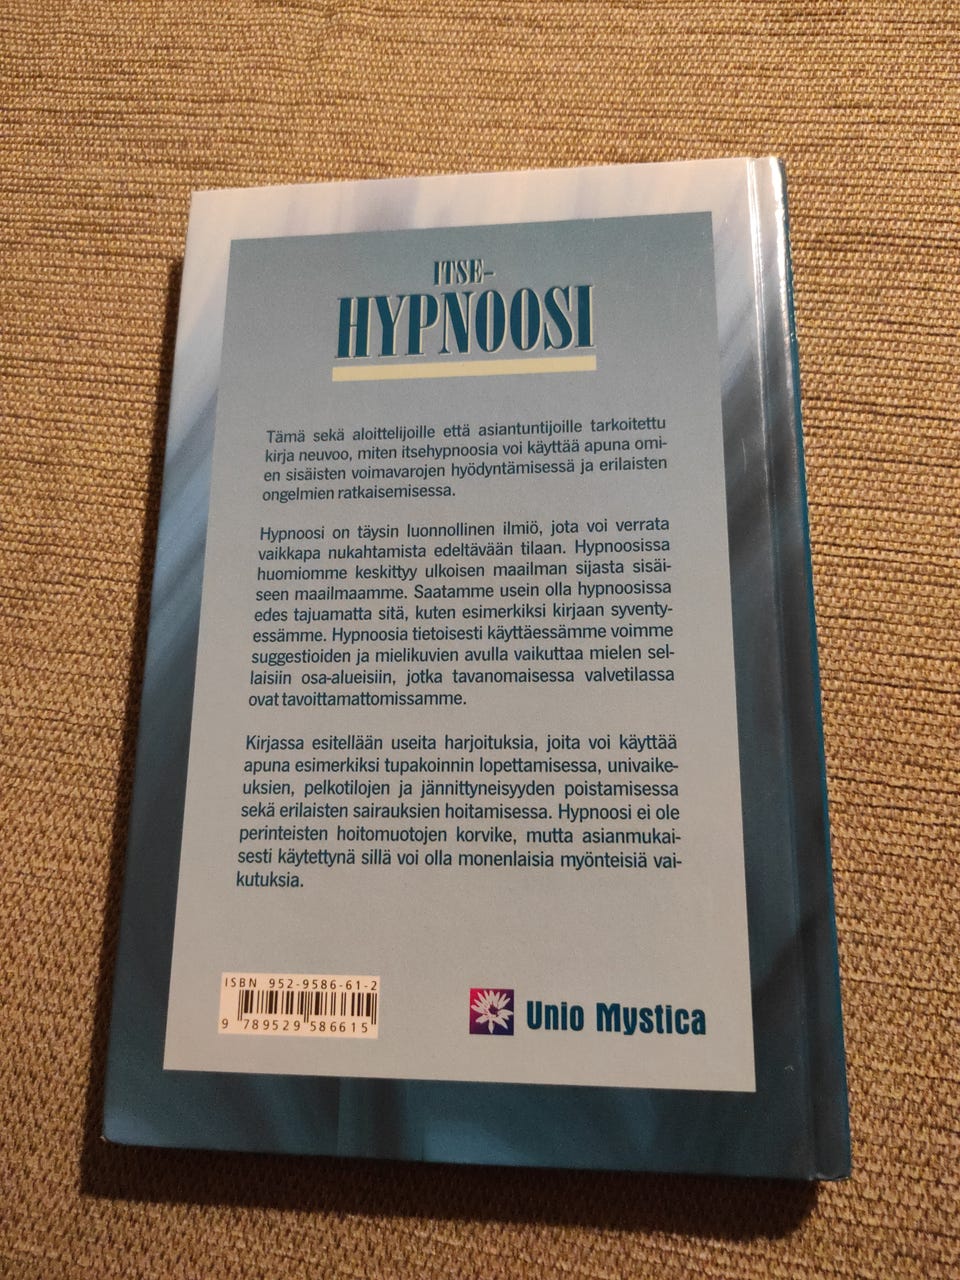 ITSE-
HYPNOOSI
Tämä sekä aloittelijoille että asiantuntijoille tarkoitettu
kirja neuvoo, miten itsehypnoosia voi käyttää apuna omi-
en sisäisten voimavarojen hyödyntämisessä ja erilaisten
ongelmien ratkaisemisessa.
Hypnoosi on täysin luonnollinen ilmiö, jota voi verrata
vaikkapa nukahtamista edeltävään tilaan. Hypnoosissa
huomiomme keskittyy ulkoisen maailman sijasta sisäi-
seen maailmaamme. Saatamme usein olla hypnoosissa
edes tajuamatta sitä, kuten esimerkiksi kirjaan syventy-
essämme. Hypnoosia tietoisesti käyttäessämme voimme
suggestioiden ja mielikuvien avulla vaikuttaa mielen sel-
laisiin osa-alueisiin, jotka tavanomaisessa valvetilassa
ovat tavoittamattomissamme.
Kirjassa esitellään useita harjoituksia, joita voi käyttää
apuna esimerkiksi tupakoinnin lopettamisessa, univaike-
uksien, pelkotilojen ja jännittyneisyyden poistamisessa
sekä erilaisten sairauksien hoitamisessa. Hypnoosi ei ole
perinteisten hoitomuotojen korvike, mutta asianmukai-
sesti käytettynä sillä voi olla monenlaisia myönteisiä vai-
kutuksia.
ISBN 952-9586-61-2
9 789529 586615
Unio Mystica